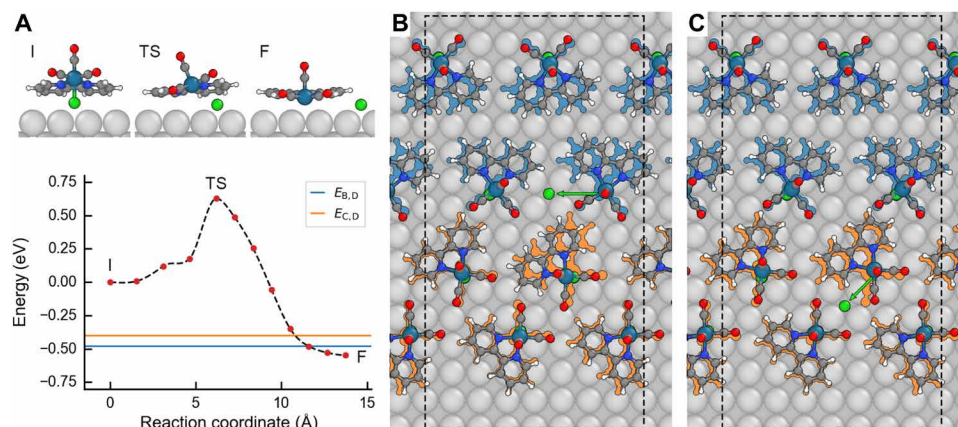 A
B
C
I
TS
F
0.75
0.50
0.25
0.00
−0.25
−0.50
−0.75
Energy (eV)
TS
I
F
E_B,D
E_C,D
0
5
10
15
Reaction coordinate (Å)